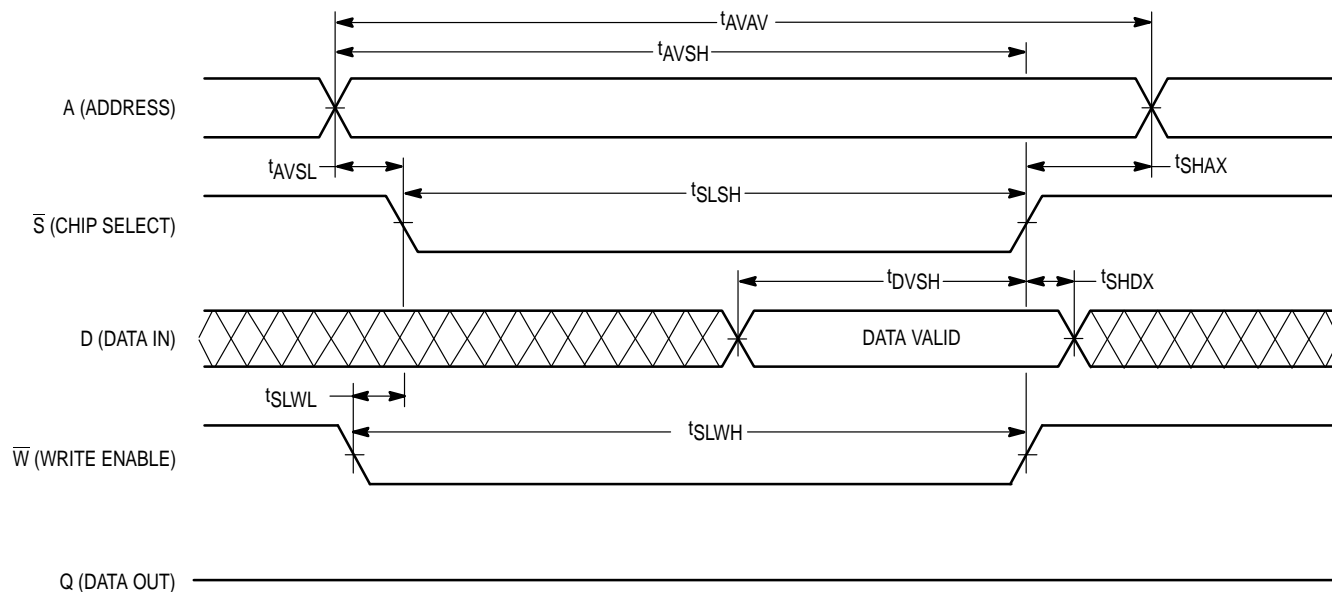 tAVAV
tAVSH
A (ADDRESS)
tAVSL
tSHAX
tSLSH
S̅ (CHIP SELECT)
tDVSH
tSHDX
D (DATA IN)
DATA VALID
tSLWL
tSLWH
W̅ (WRITE ENABLE)
Q (DATA OUT)